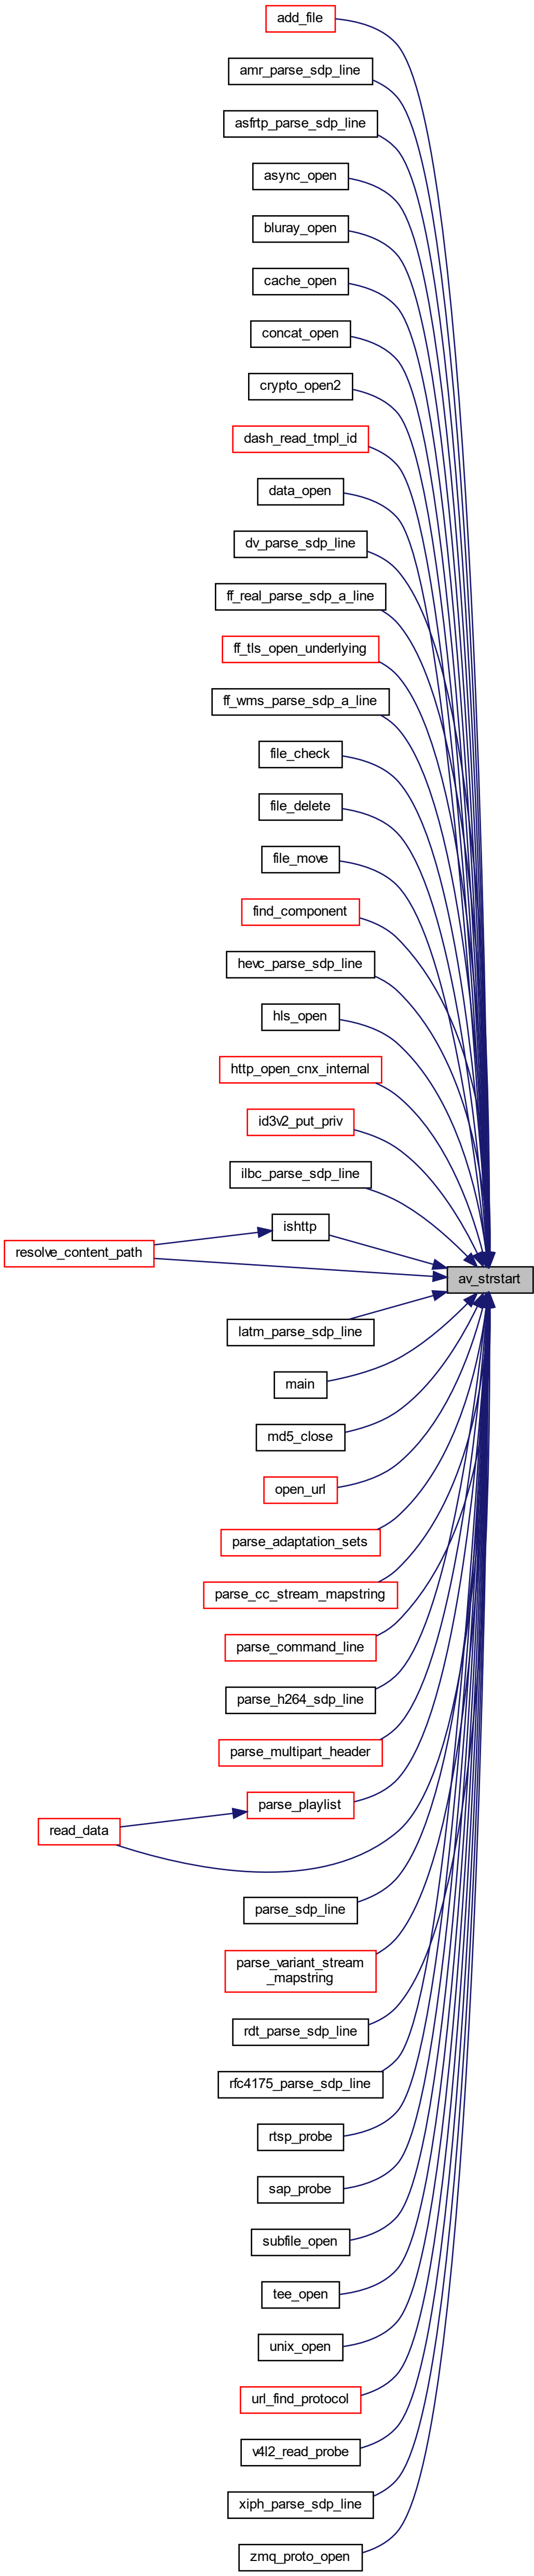 add_file
amr_parse_sdp_line
asfrtp_parse_sdp_line
async_open
bluray_open
cache_open
concat_open
crypto_open2
dash_read_tmpl_id
data_open
dv_parse_sdp_line
ff_real_parse_sdp_a_line
ff_tls_open_underlying
ff_wms_parse_sdp_a_line
file_check
file_delete
file_move
find_component
hevc_parse_sdp_line
hls_open
http_open_cnx_internal
id3v2_put_priv
ilbc_parse_sdp_line
ishttp
resolve_content_path
av_strstart
latm_parse_sdp_line
main
md5_close
open_url
parse_adaptation_sets
parse_cc_stream_mapstring
parse_command_line
parse_h264_sdp_line
parse_multipart_header
parse_playlist
read_data
parse_sdp_line
parse_variant_stream
_mapstring
rdt_parse_sdp_line
rfc4175_parse_sdp_line
rtsp_probe
sap_probe
subfile_open
tee_open
unix_open
url_find_protocol
v4l2_read_probe
xiph_parse_sdp_line
zmq_proto_open